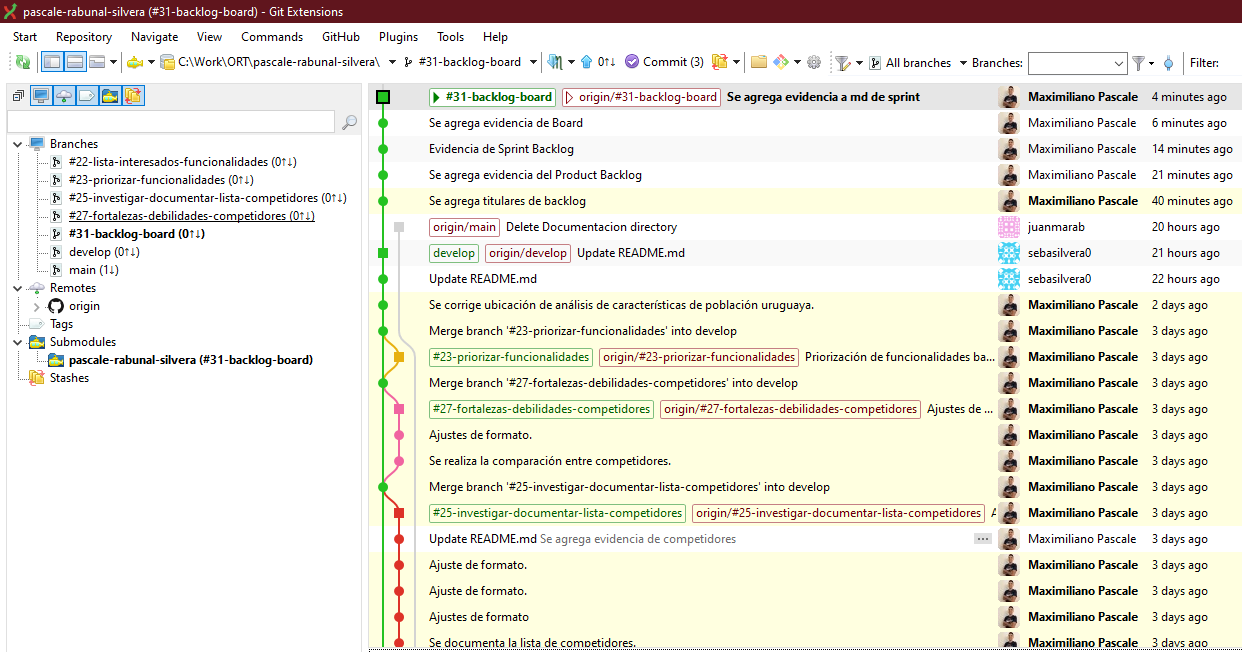 pascale-rabunal-silvera (#31-backlog-board) - Git Extensions
Start Repository Navigate View Commands GitHub Plugins Tools Help
C:\Work\ORT\pascale-rabunal-silvera\ #31-backlog-board 0↑↓ Commit (3) All branches Branches: Filter:
Branches
#22-lista-interesados-funcionalidades (0↑↓)
#23-priorizar-funcionalidades (0↑↓)
#25-investigar-documentar-lista-competidores (0↑↓)
#27-fortalezas-debilidades-competidores (0↑↓)
#31-backlog-board (0↑↓)
develop (0↑↓)
main (1↓)
Remotes
origin
Tags
Submodules
pascale-rabunal-silvera (#31-backlog-board)
Stashes
#31-backlog-board origin/#31-backlog-board Se agrega evidencia a md de sprint Maximiliano Pascale 4 minutes ago
Se agrega evidencia de Board Maximiliano Pascale 6 minutes ago
Evidencia de Sprint Backlog Maximiliano Pascale 14 minutes ago
Se agrega evidencia del Product Backlog Maximiliano Pascale 21 minutes ago
Se agrega titulares de backlog Maximiliano Pascale 40 minutes ago
origin/main Delete Documentacion directory juanmarab 20 hours ago
develop origin/develop Update README.md sebasilvera0 21 hours ago
Update README.md sebasilvera0 22 hours ago
Se corrige ubicación de análisis de características de población uruguaya. Maximiliano Pascale 2 days ago
Merge branch '#23-priorizar-funcionalidades' into develop Maximiliano Pascale 3 days ago
#23-priorizar-funcionalidades origin/#23-priorizar-funcionalidades Priorización de funcionalidades ba... Maximiliano Pascale 3 days ago
Merge branch '#27-fortalezas-debilidades-competidores' into develop Maximiliano Pascale 3 days ago
#27-fortalezas-debilidades-competidores origin/#27-fortalezas-debilidades-competidores Ajustes de ... Maximiliano Pascale 3 days ago
Ajustes de formato. Maximiliano Pascale 3 days ago
Se realiza la comparación entre competidores. Maximiliano Pascale 3 days ago
Merge branch '#25-investigar-documentar-lista-competidores' into develop Maximiliano Pascale 3 days ago
#25-investigar-documentar-lista-competidores origin/#25-investigar-documentar-lista-competidores Maximiliano Pascale 3 days ago
Update README.md Se agrega evidencia de competidores ... Maximiliano Pascale 3 days ago
Ajuste de formato. Maximiliano Pascale 3 days ago
Ajuste de formato. Maximiliano Pascale 3 days ago
Ajustes de formato Maximiliano Pascale 3 days ago
Se documenta la lista de competidores. Maximiliano Pascale 3 days ago